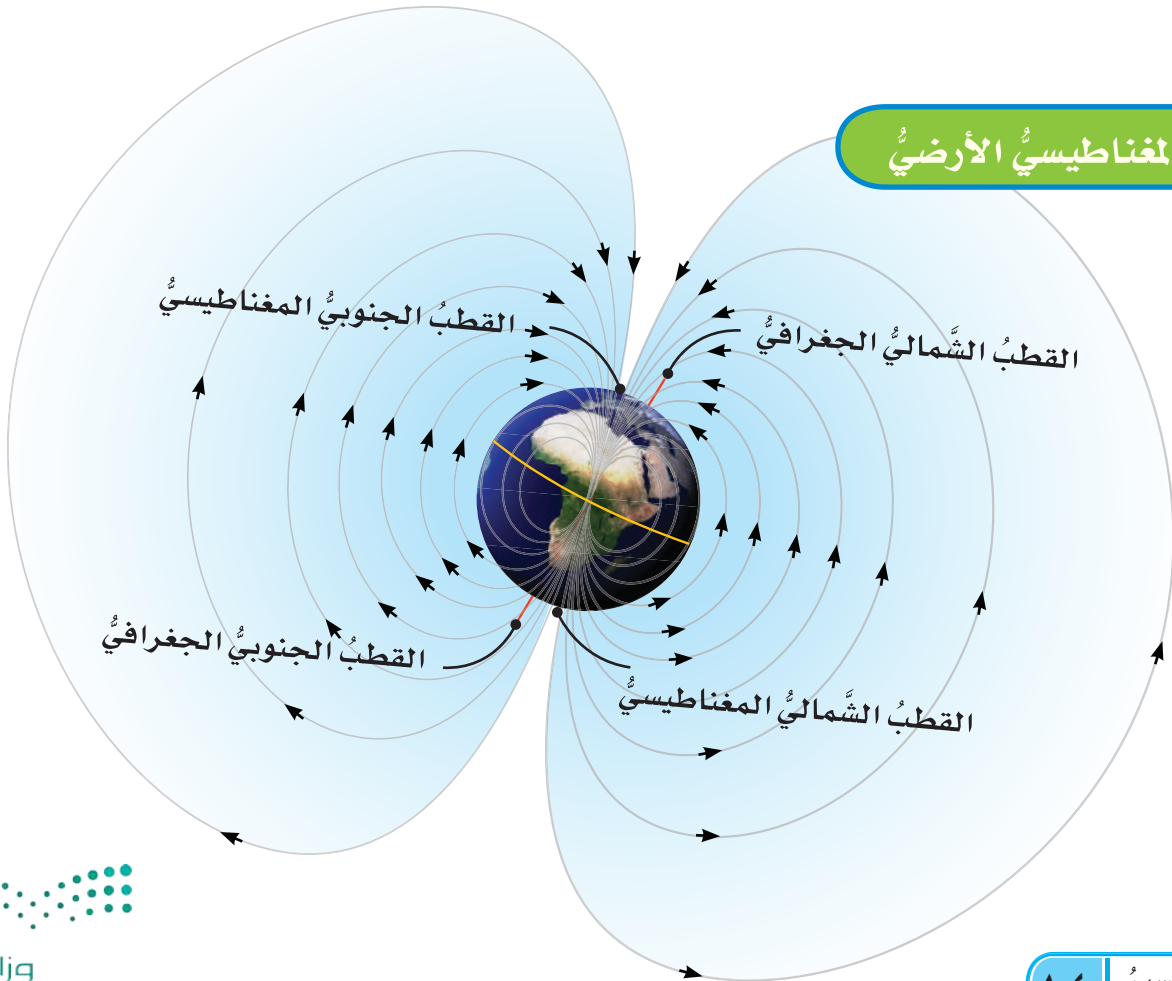 لمغناطيسيُّ الأرضيُّ
القطبُ الجنوبيُّ المغناطيسيُّ
القطبُ الشَّماليُّ الجغرافيُّ
القطبُ الجنوبيُّ الجغرافيُّ
القطبُ الشَّماليُّ المغناطيسيُّ